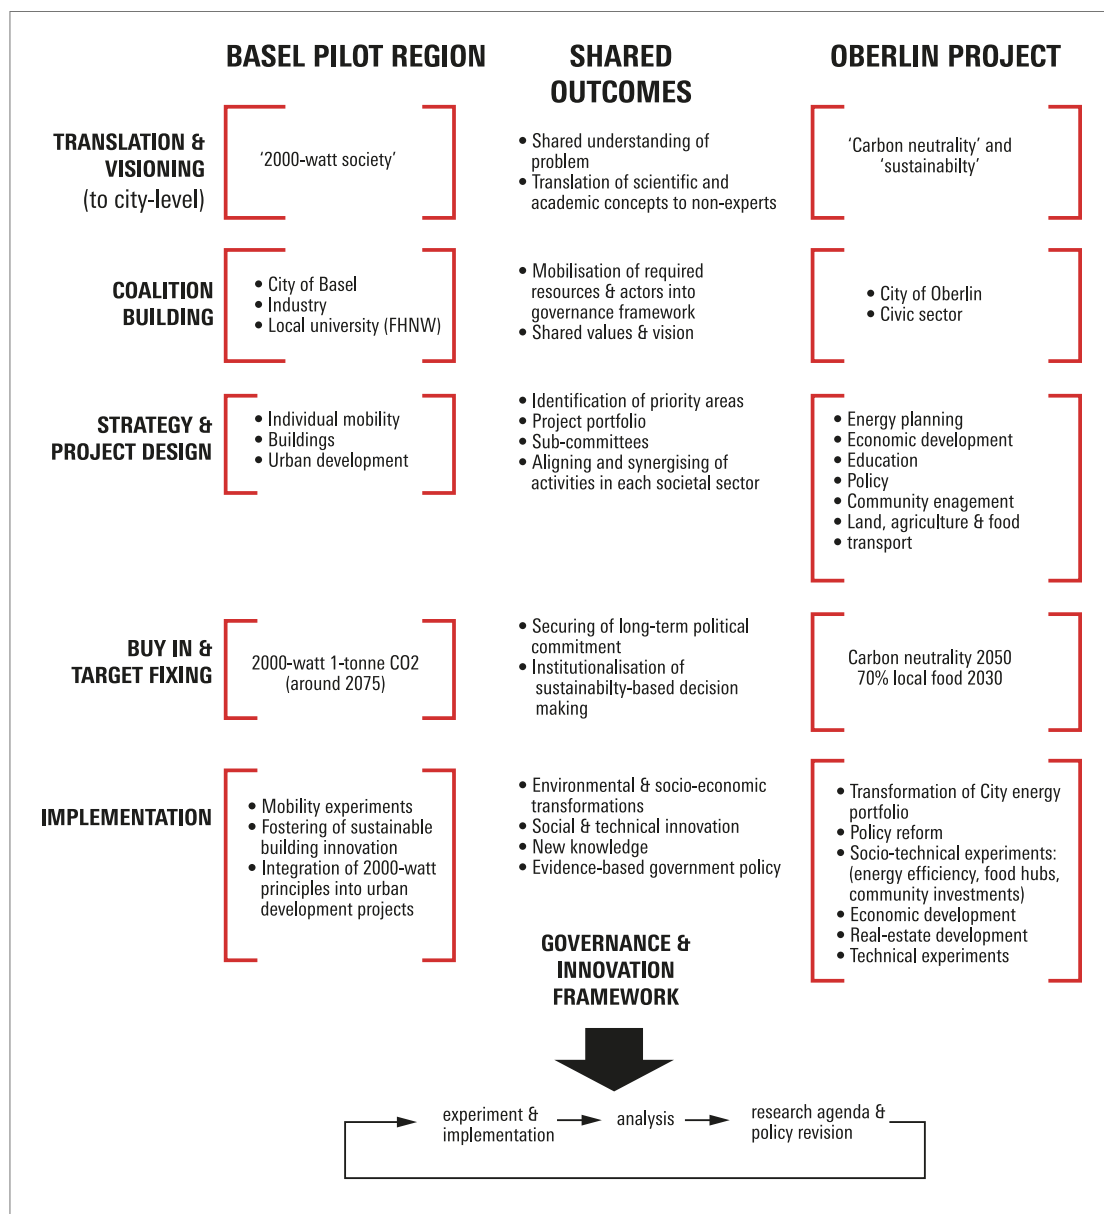 BASEL PILOT REGION
SHARED
OUTCOMES
OBERLIN PROJECT
TRANSLATION &
VISIONING
(to city-level)
‘2000-watt society’
• Shared understanding of
problem
• Translation of scientific and
academic concepts to non-experts
‘Carbon neutrality’ and
‘sustainabilty’
COALITION
BUILDING
• City of Basel
• Industry
• Local university (FHNW)
• Mobilisation of required
resources & actors into
governance framework
• Shared values & vision
• City of Oberlin
• Civic sector
STRATEGY &
PROJECT DESIGN
• Individual mobility
• Buildings
• Urban development
• Identification of priority areas
• Project portfolio
• Sub-committees
• Aligning and synergising of
activities in each societal sector
• Energy planning
• Economic development
• Education
• Policy
• Community enagement
• Land, agriculture & food
• transport
BUY IN &
TARGET FIXING
2000-watt 1-tonne CO2
(around 2075)
• Securing of long-term political
commitment
• Institutionalisation of
sustainabilty-based decision
making
Carbon neutrality 2050
70% local food 2030
IMPLEMENTATION
• Mobility experiments
• Fostering of sustainable
building innovation
• Integration of 2000-watt
principles into urban
development projects
• Environmental & socio-economic
transformations
• Social & technical innovation
• New knowledge
• Evidence-based government policy
• Transformation of City energy
portfolio
• Policy reform
• Socio-technical experiments:
(energy efficiency, food hubs,
community investments)
• Economic development
• Real-estate development
• Technical experiments
GOVERNANCE &
INNOVATION
FRAMEWORK
experiment &
implementation
analysis
research agenda &
policy revision